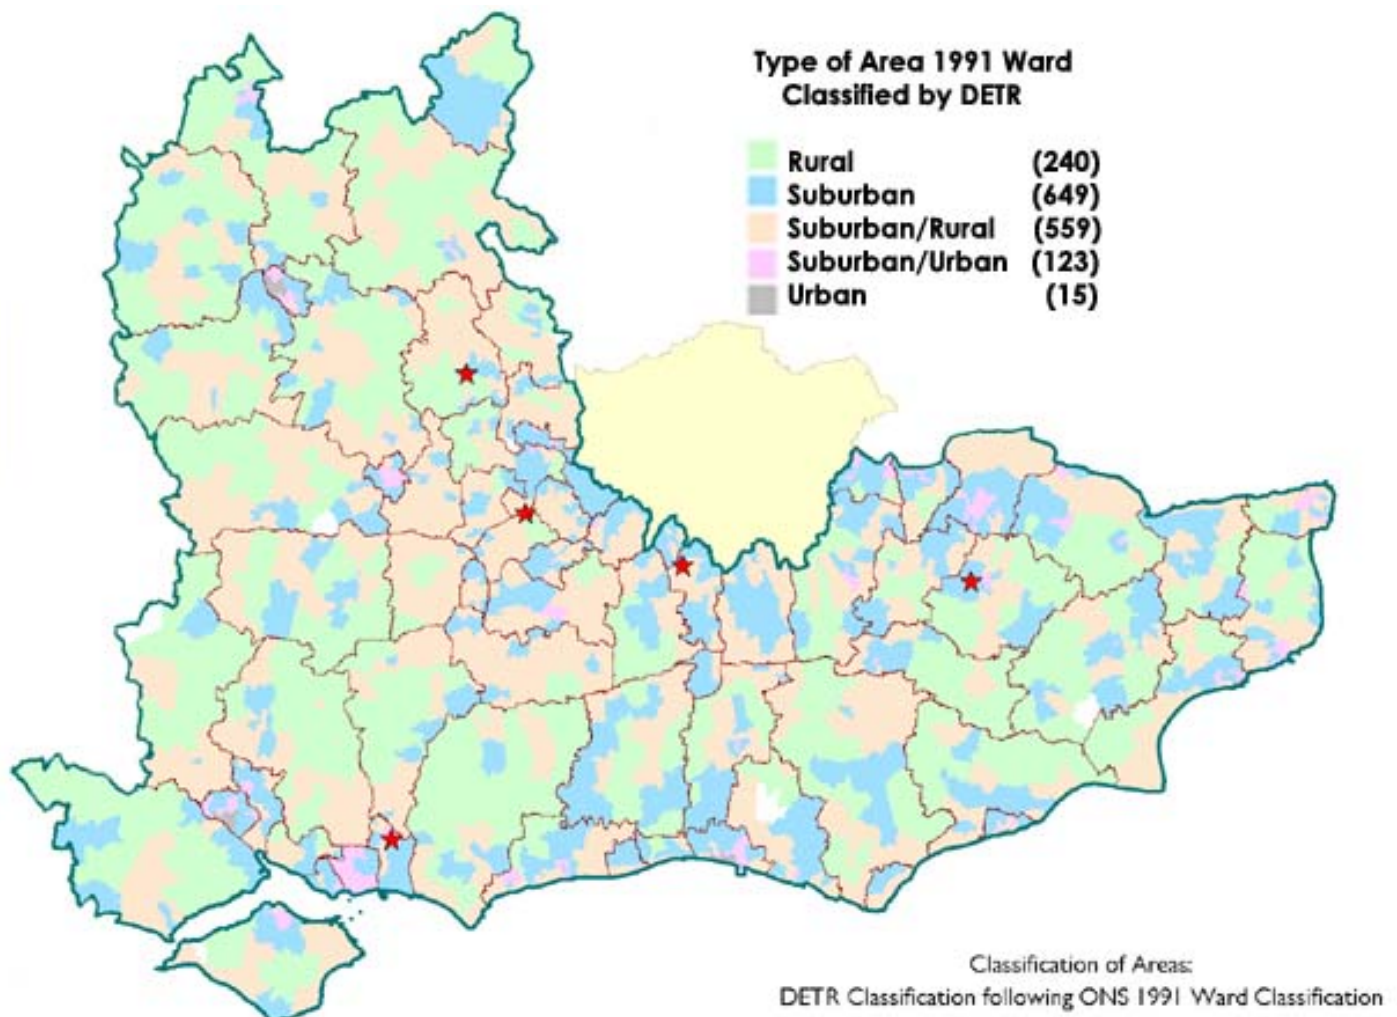 Type of Area 1991 Ward
Classified by DETR
Rural (240)
Suburban (649)
Suburban/Rural (559)
Suburban/Urban (123)
Urban (15)
Classification of Areas:
DETR Classification following ONS 1991 Ward Classification